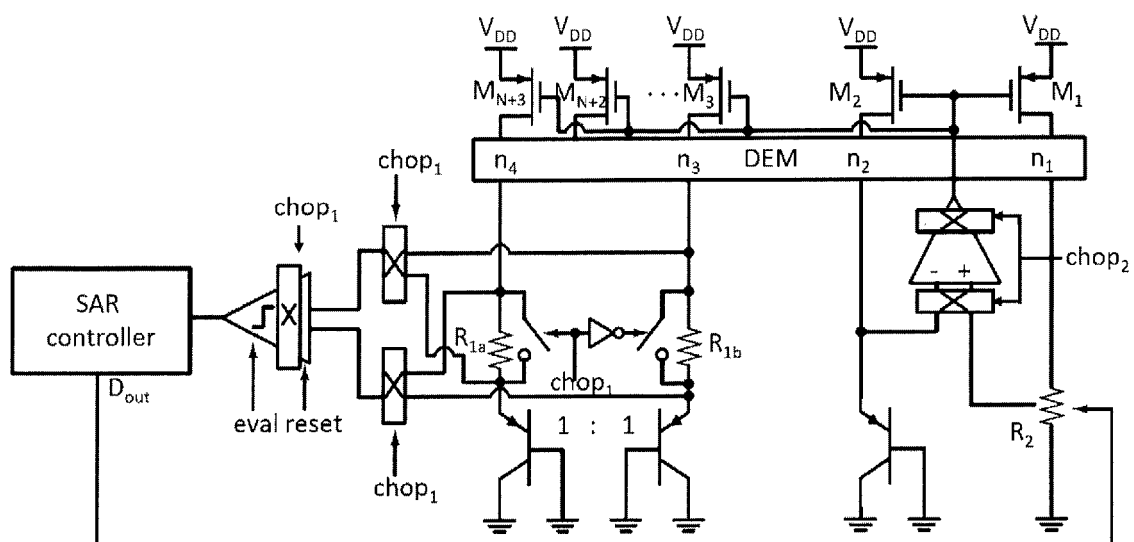 V_DD V_DD V_DD V_DD V_DD
M_N+3 M_N+2 ··· M_3 M_2 M_1
n_4 n_3 DEM n_2 n_1
chop_1
chop_1
- +
chop_2
SAR
controller
R_1a R_1b
chop_1
D_out
eval reset
1 : 1
R_2
chop_1